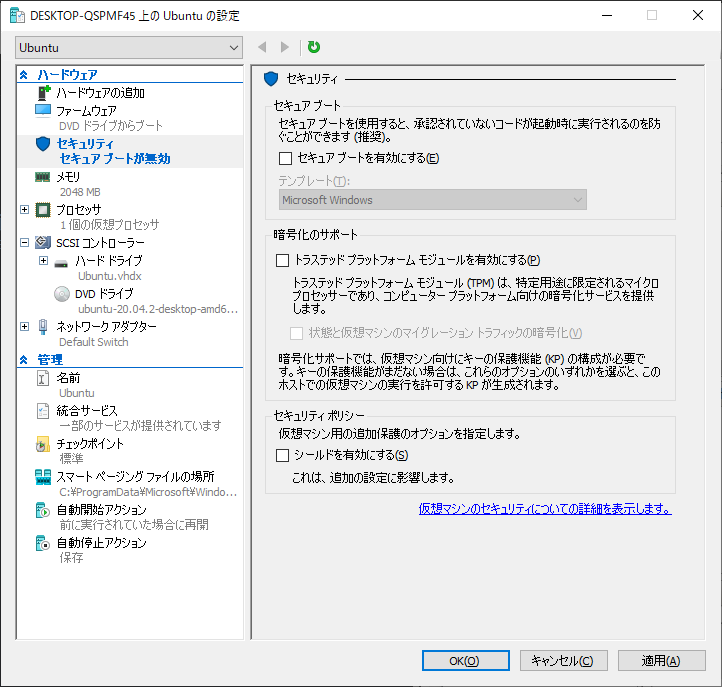 DESKTOP-QSPMF45 上の Ubuntu の設定
Ubuntu
ハードウェア
ハードウェアの追加
ファームウェア
DVD ドライブからブート
セキュリティ
セキュア ブートが無効
メモリ
2048 MB
プロセッサ
1 個の仮想プロセッサ
SCSI コントローラー
ハード ドライブ
Ubuntu.vhdx
DVD ドライブ
ubuntu-20.04.2-desktop-amd6...
ネットワーク アダプター
Default Switch
管理
名前
Ubuntu
統合サービス
一部のサービスが提供されています
チェックポイント
標準
スマート ページング ファイルの場所
C:¥ProgramData¥Microsoft¥Windo...
自動開始アクション
前に実行されていた場合に再開
自動停止アクション
保存
セキュリティ
セキュア ブート
セキュア ブートを使用すると、承認されていないコードが起動時に実行されるのを防
ぐことができます (推奨)。
セキュア ブートを有効にする(E)
テンプレート(T):
Microsoft Windows
暗号化のサポート
トラステッド プラットフォーム モジュールを有効にする(P)
トラステッド プラットフォーム モジュール (TPM) は、特定用途に限定されるマイクロ
プロセッサーであり、コンピューター プラットフォーム向けの暗号化サービスを提供
します。
状態と仮想マシンのマイグレーション トラフィックの暗号化(V)
暗号化サポートでは、仮想マシン向けにキーの保護機能 (KP) の構成が必要で
す。キーの保護機能がまだない場合は、これらのオプションのいずれかを選ぶと、この
ホストでの仮想マシンの実行を許可する KP が生成されます。
セキュリティ ポリシー
仮想マシン用の追加保護のオプションを指定します。
シールドを有効にする(S)
これは、追加の設定に影響します。
仮想マシンのセキュリティについての詳細を表示します。
OK(O)
キャンセル(C)
適用(A)